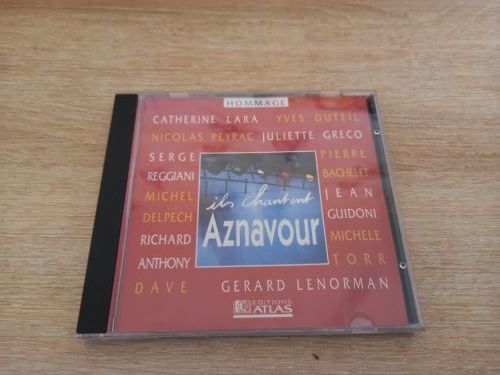 HOMMAGE
CATHERINE LARA YVES DUTEIL
NICOLAS PEYRAC JULIETTE GRECO
SERGE PIERRE
REGGIANI BACHELET
MICHEL JEAN
DELPECH GUIDONI
RICHARD MICHELE
ANTHONY TORR
ils chantent
Aznavour
DAVE GERARD LENORMAN
EDITIONS
ATLAS